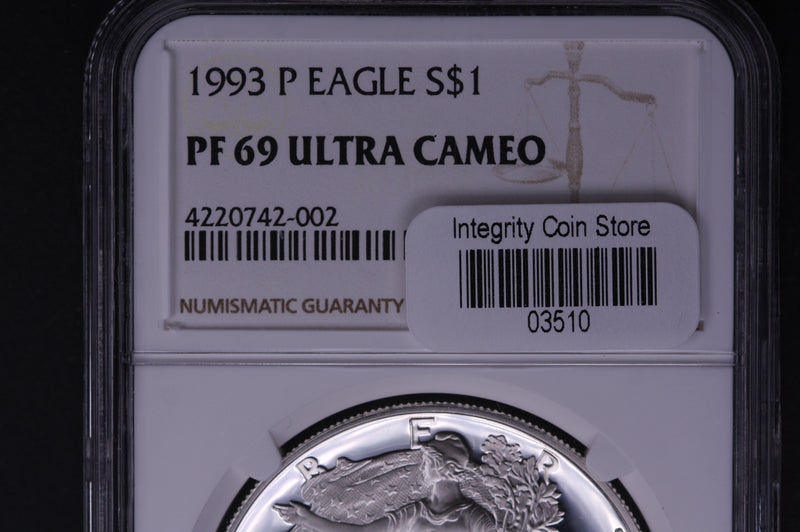 1993 P EAGLE S$1
PF 69 ULTRA CAMEO
4220742-002
NUMISMATIC GUARANTY
Integrity Coin Store
03510
R E P